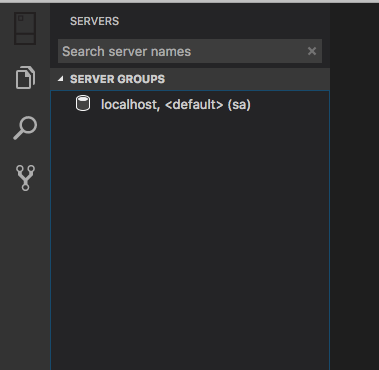 SERVERS
Search server names
SERVER GROUPS
localhost, <default> (sa)